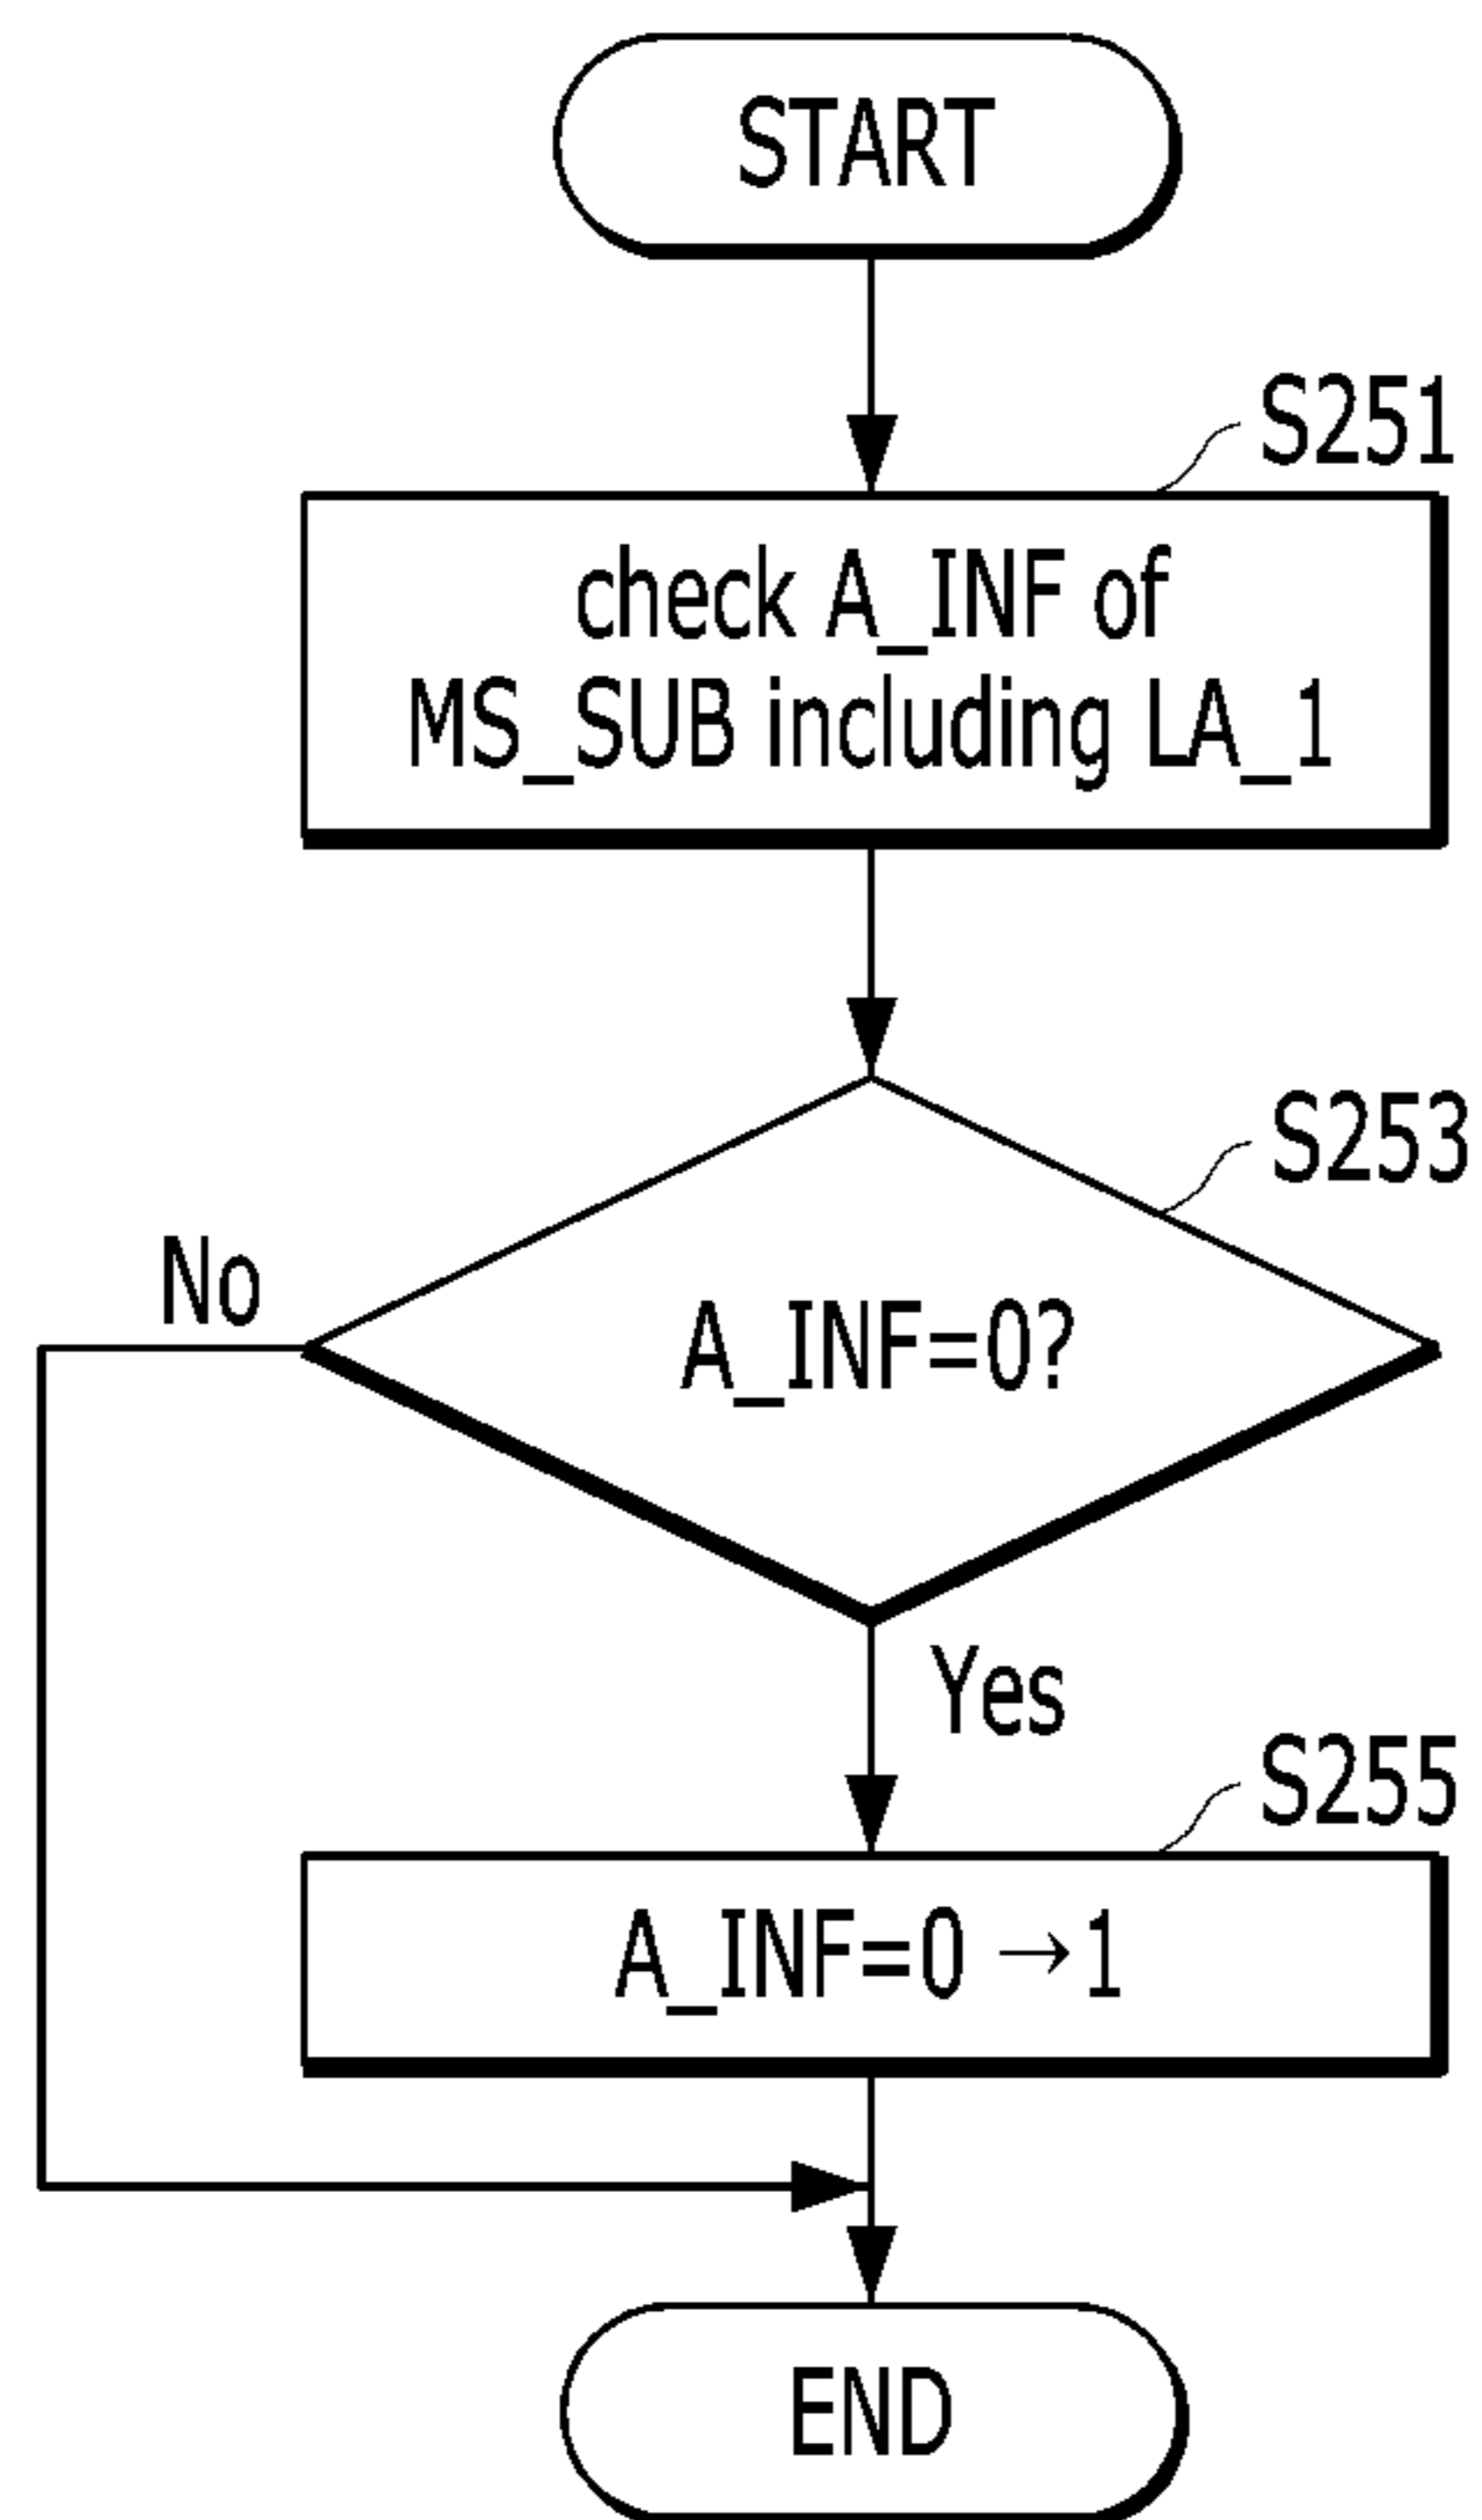 START
S251
check A_INF of
MS_SUB including LA_1
S253
No
A_INF=0?
Yes
S255
A_INF=0 →1
END